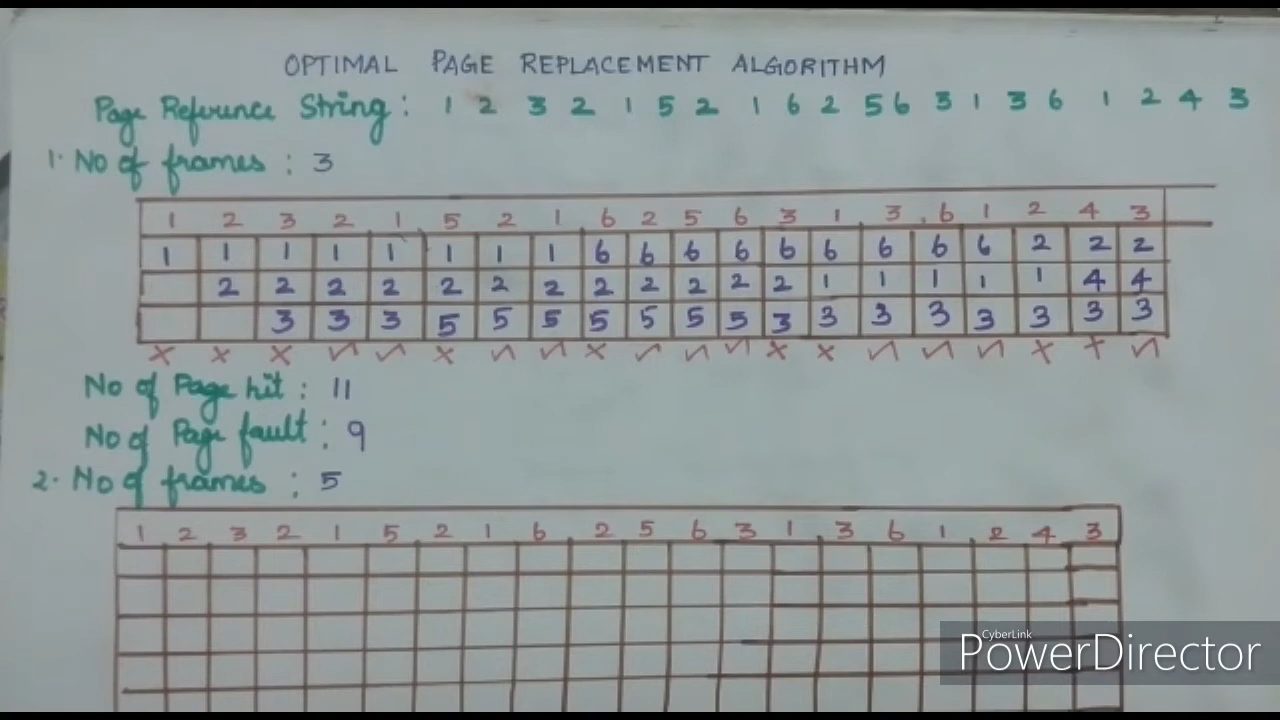 OPTIMAL PAGE REPLACEMENT ALGORITHM
Page Reference String: 1 2 3 2 1 5 2 1 6 2 5 6 3 1 3 6 1 2 4 3
1. No of frames : 3
1 2 3 2 1 5 2 1 6 2 5 6 3 1 3 6 1 2 4 3
1 1 1 1 1 1 1 1 6 6 6 6 6 6 6 6 6 2 2 2
2 2 2 2 2 2 2 2 2 2 2 2 1 1 1 1 1 4 4
3 3 3 5 5 5 5 5 5 5 3 3 3 3 3 3 3 3
× × × ✓ ✓ × ✓ ✓ × ✓ ✓ ✓ × × ✓ ✓ ✓ × × ✓
No of Page hit : 11
No of Page fault : 9
2. No of frames : 5
1 2 3 2 1 5 2 1 6 2 5 6 3 1 3 6 1 2 4 3
CyberLink
PowerDirector